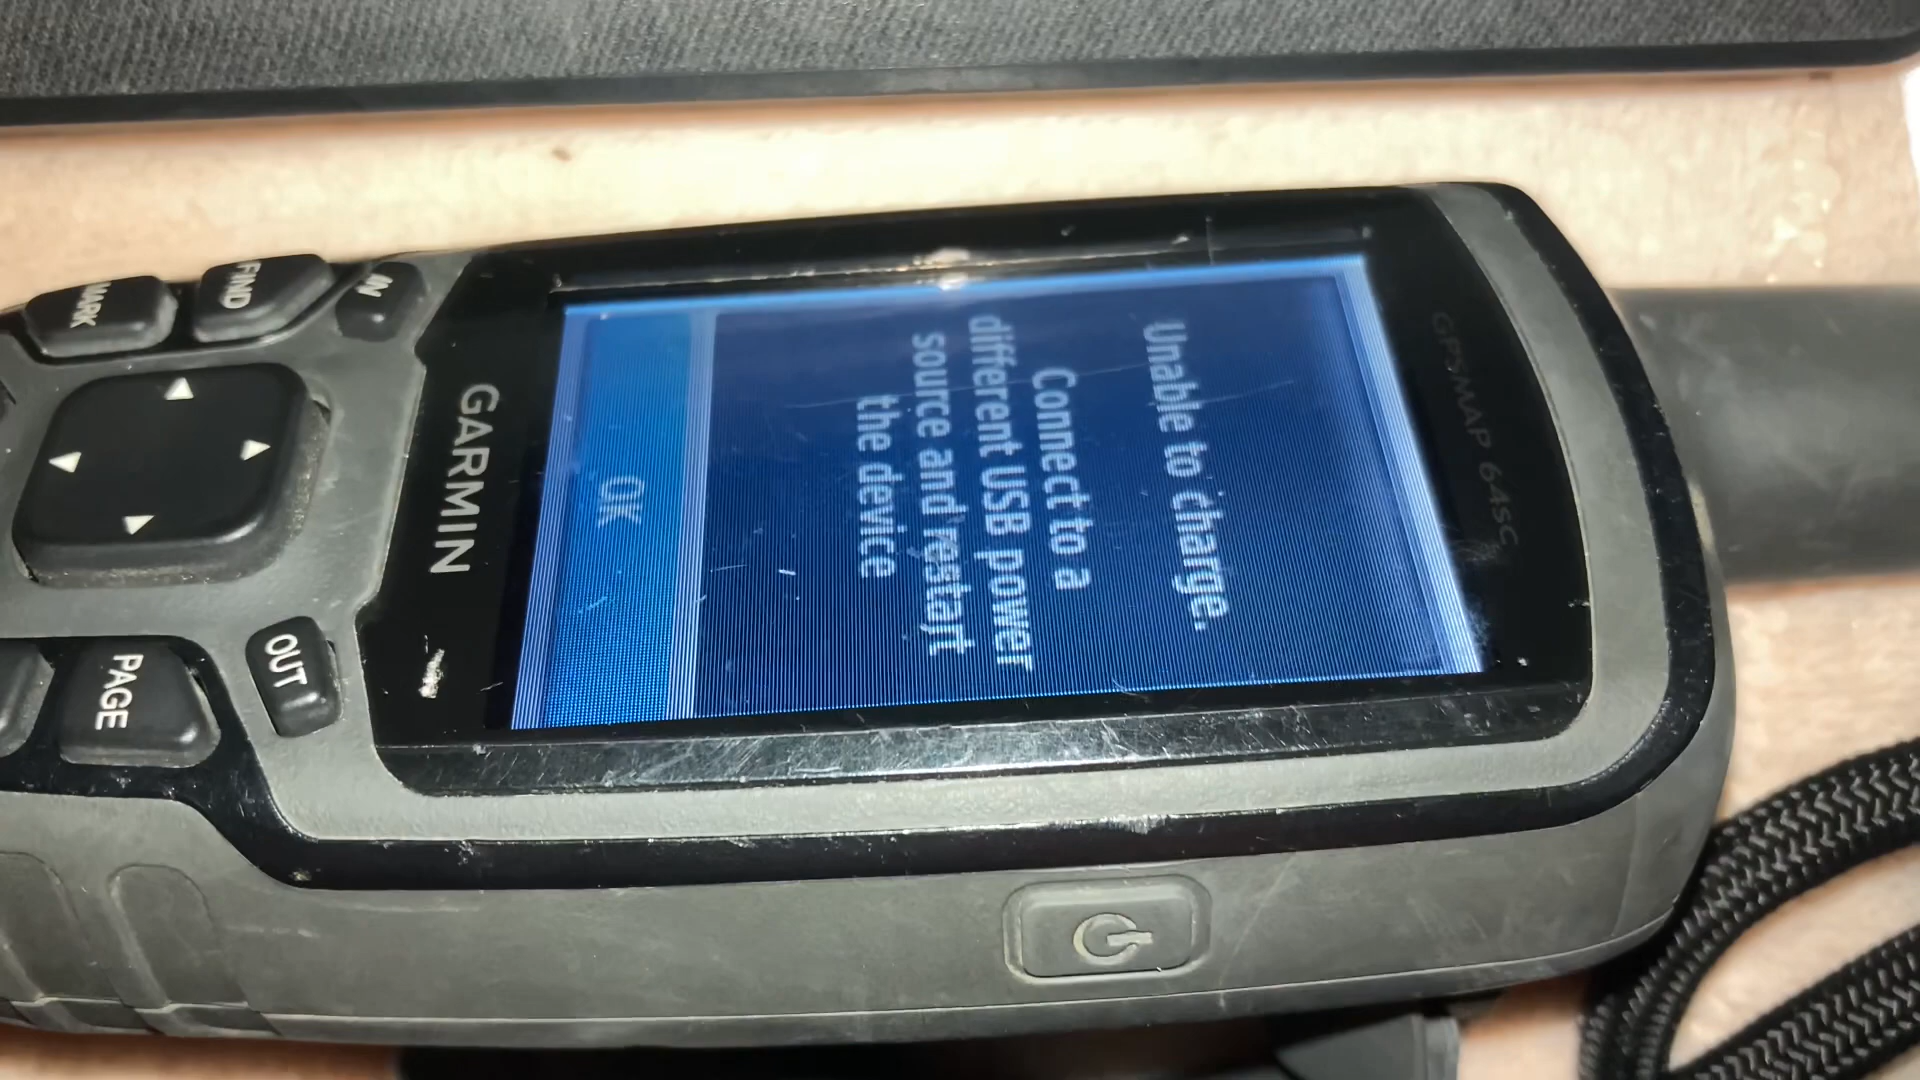 GPSMAP 64sc
Unable to charge.
Connect to a
different USB power
source and restart
the device
OK
GARMIN
IN
OUT
FIND
PAGE
MARK